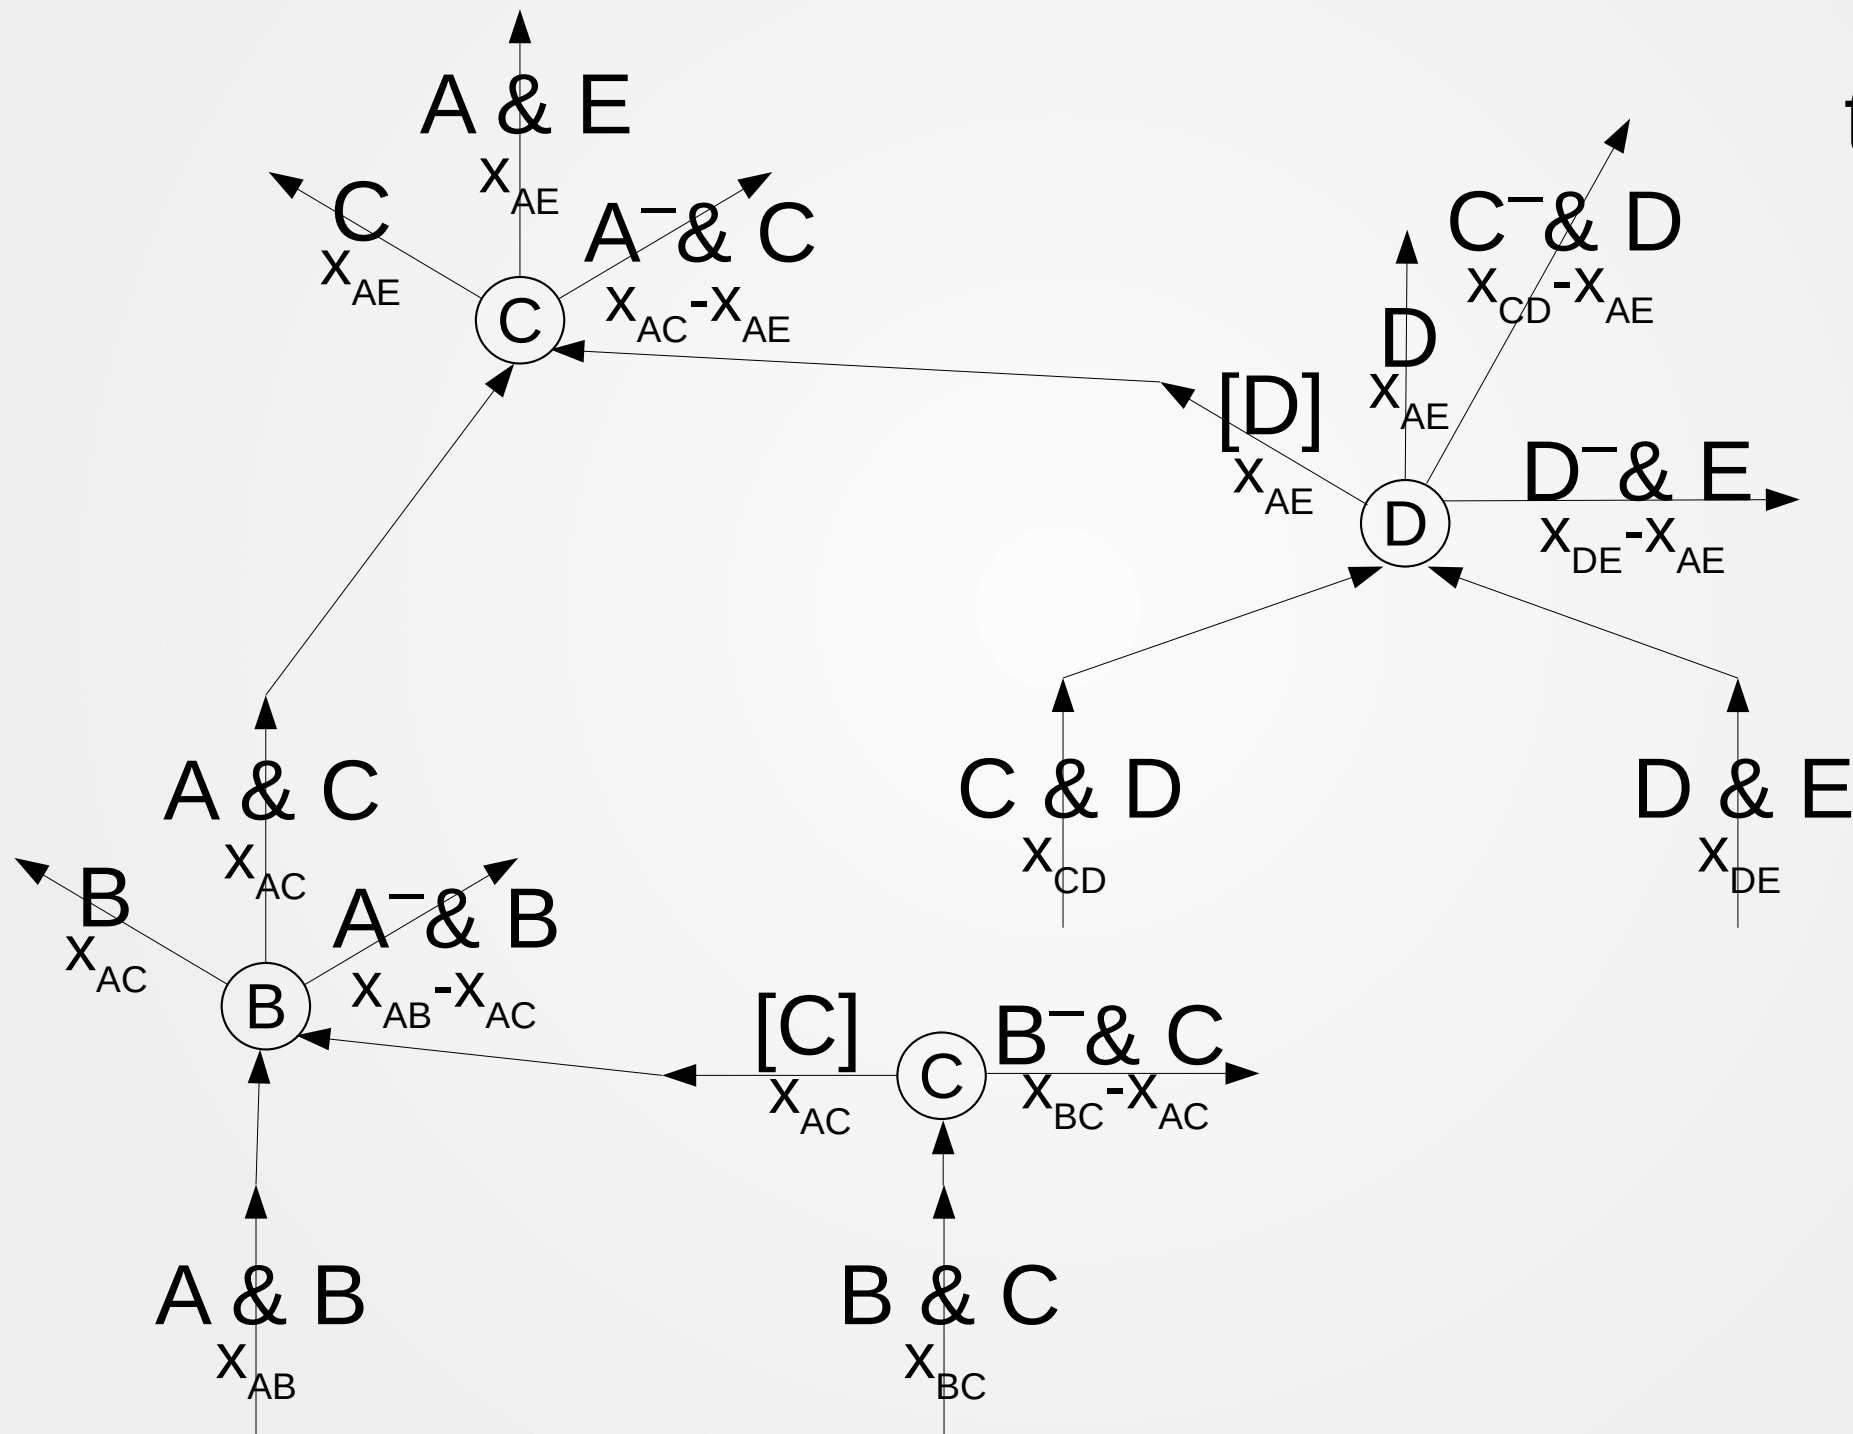 A & E
x_AE
C
x_AE
A⁻& C
x_AC-x_AE
C
C⁻& D
x_CD-x_AE
D
x_AE
[D]
x_AE
D⁻& E
x_DE-x_AE
D
A & C
x_AC
C & D
x_CD
D & E
x_DE
B
x_AC
A⁻& B
x_AB-x_AC
B
[C]
x_AC
C
B⁻& C
x_BC-x_AC
A & B
x_AB
B & C
x_BC